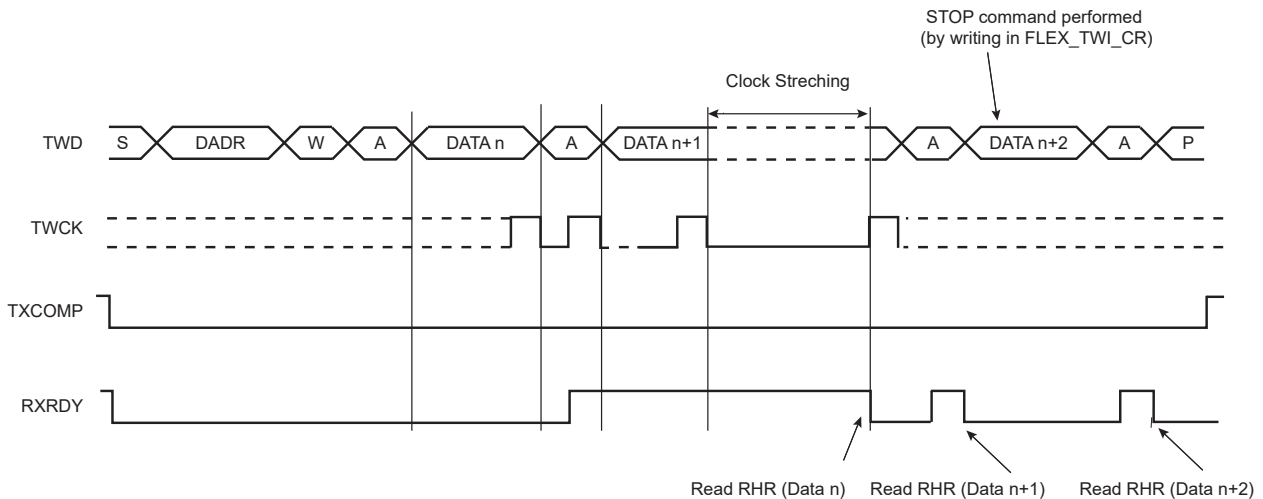 STOP command performed
(by writing in FLEX_TWI_CR)
Clock Streching
TWD S DADR W A DATA n A DATA n+1 A DATA n+2 A P
TWCK
TXCOMP
RXRDY
Read RHR (Data n) Read RHR (Data n+1) Read RHR (Data n+2)